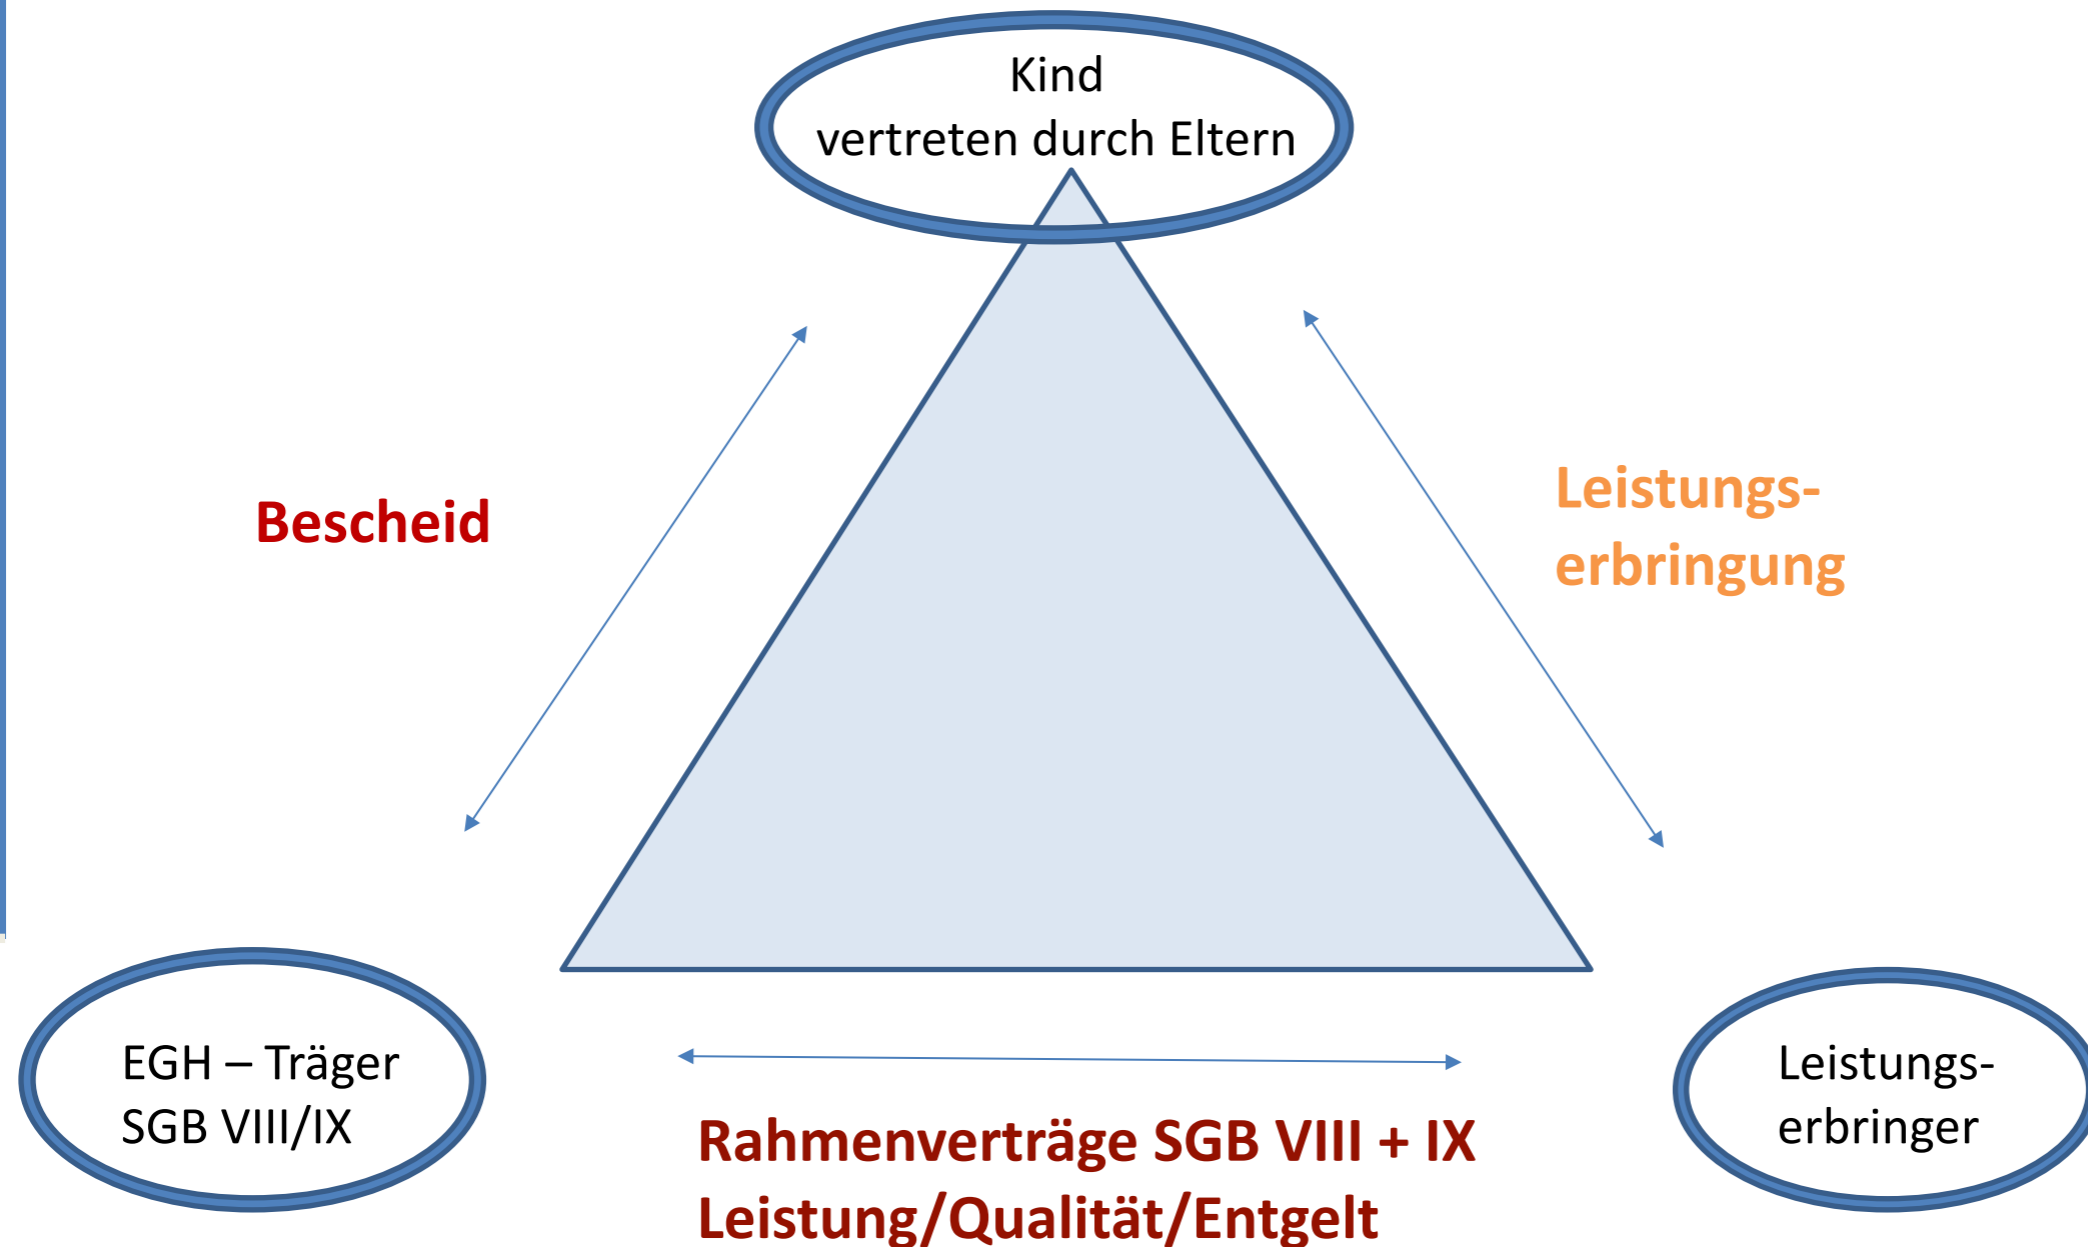 Kind
vertreten durch Eltern
Bescheid
Leistungs-
erbringung
EGH – Träger
SGB VIII/IX
Leistungs-
erbringer
Rahmenverträge SGB VIII + IX
Leistung/Qualität/Entgelt